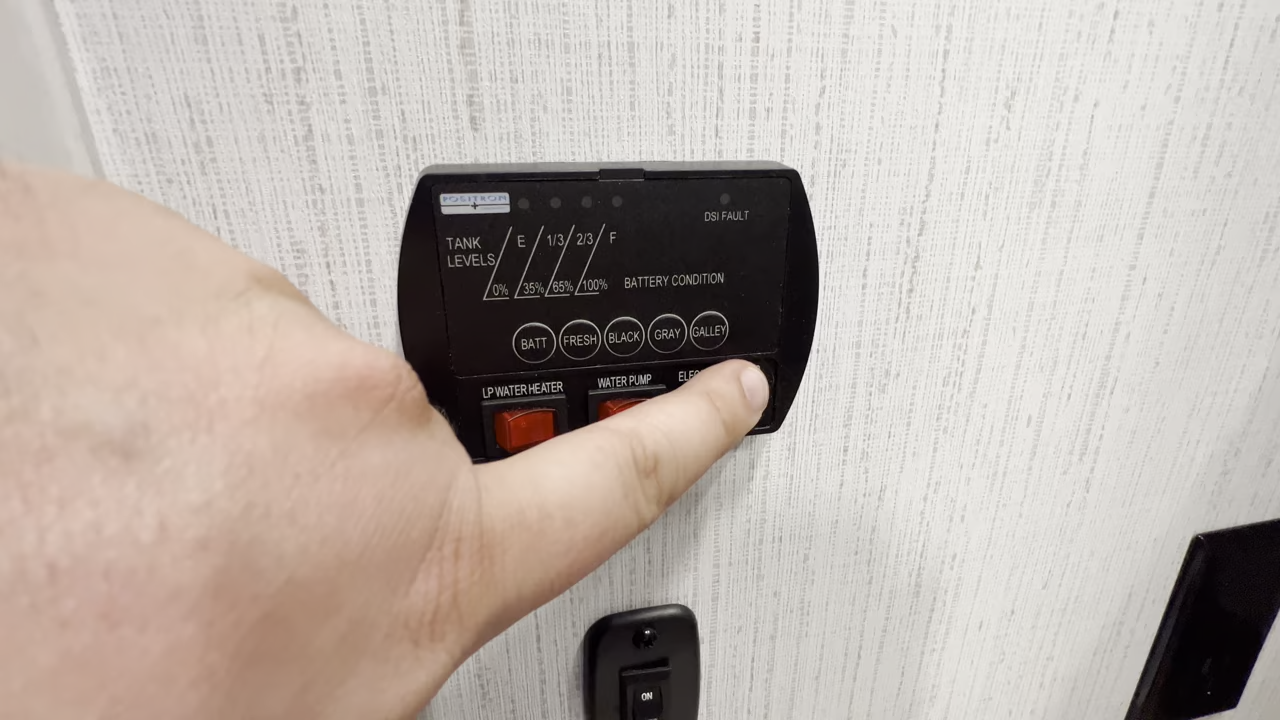 POSITRON
DSI FAULT
TANK
LEVELS
E 1/3 2/3 F
0% 35% 65% 100%
BATTERY CONDITION
BATT FRESH BLACK GRAY GALLEY
LP WATER HEATER WATER PUMP
ON